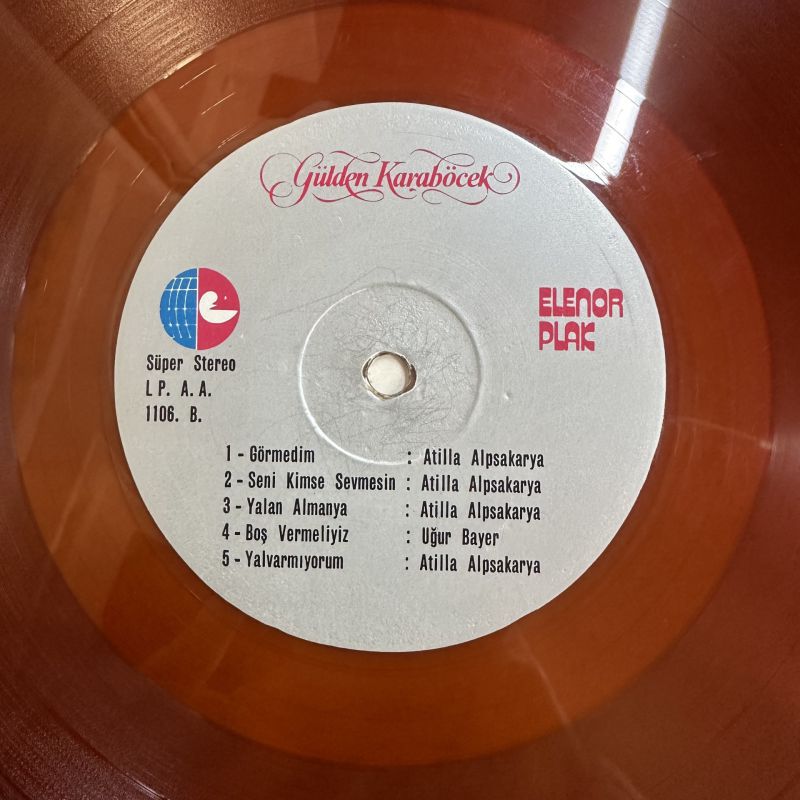 Gülden Karaböcek
ELENOR
PLAK
Süper Stereo
LP. A. A.
1106. B.
1 - Görmedim : Atilla Alpsakarya
2 - Seni Kimse Sevmesin : Atilla Alpsakarya
3 - Yalan Almanya : Atilla Alpsakarya
4 - Boş Vermeliyiz : Uğur Bayer
5 - Yalvarmıyorum : Atilla Alpsakarya